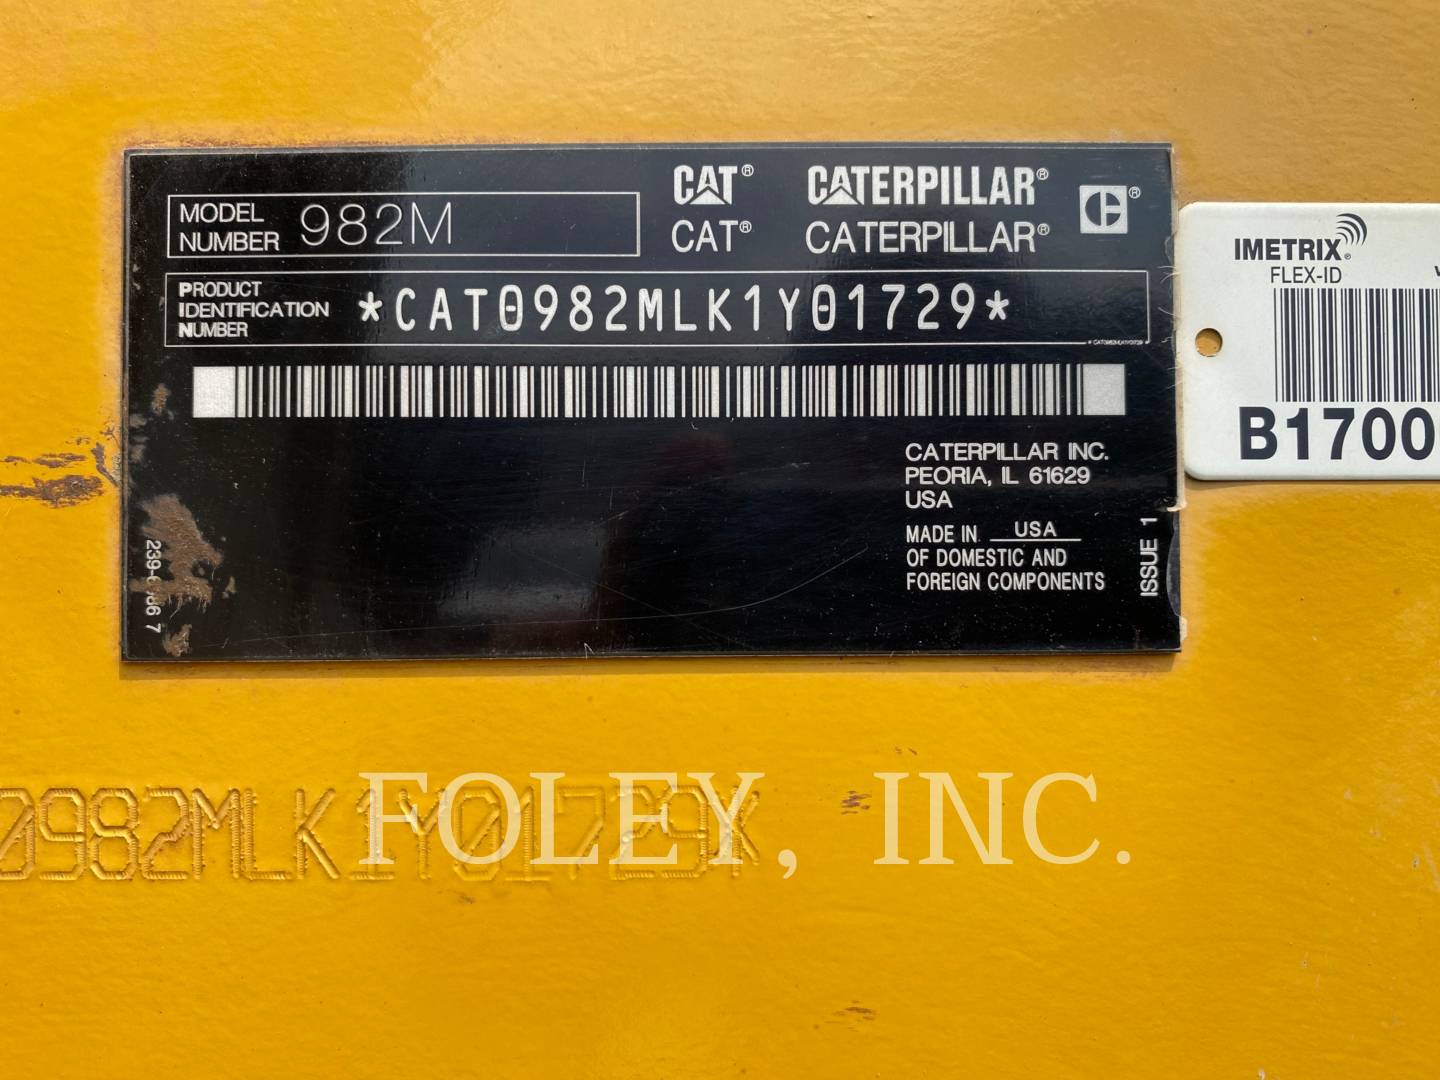 MODEL NUMBER 982M
CAT® CATERPILLAR® C®
CAT® CATERPILLAR®
PRODUCT IDENTIFICATION NUMBER *CAT0982MLK1Y01729*
CATERPILLAR INC.
PEORIA, IL 61629
USA
MADE IN USA
OF DOMESTIC AND
FOREIGN COMPONENTS
ISSUE 1
IMETRIX®
FLEX-ID
B1700
0982MLK1Y01729X
FOLEY, INC.